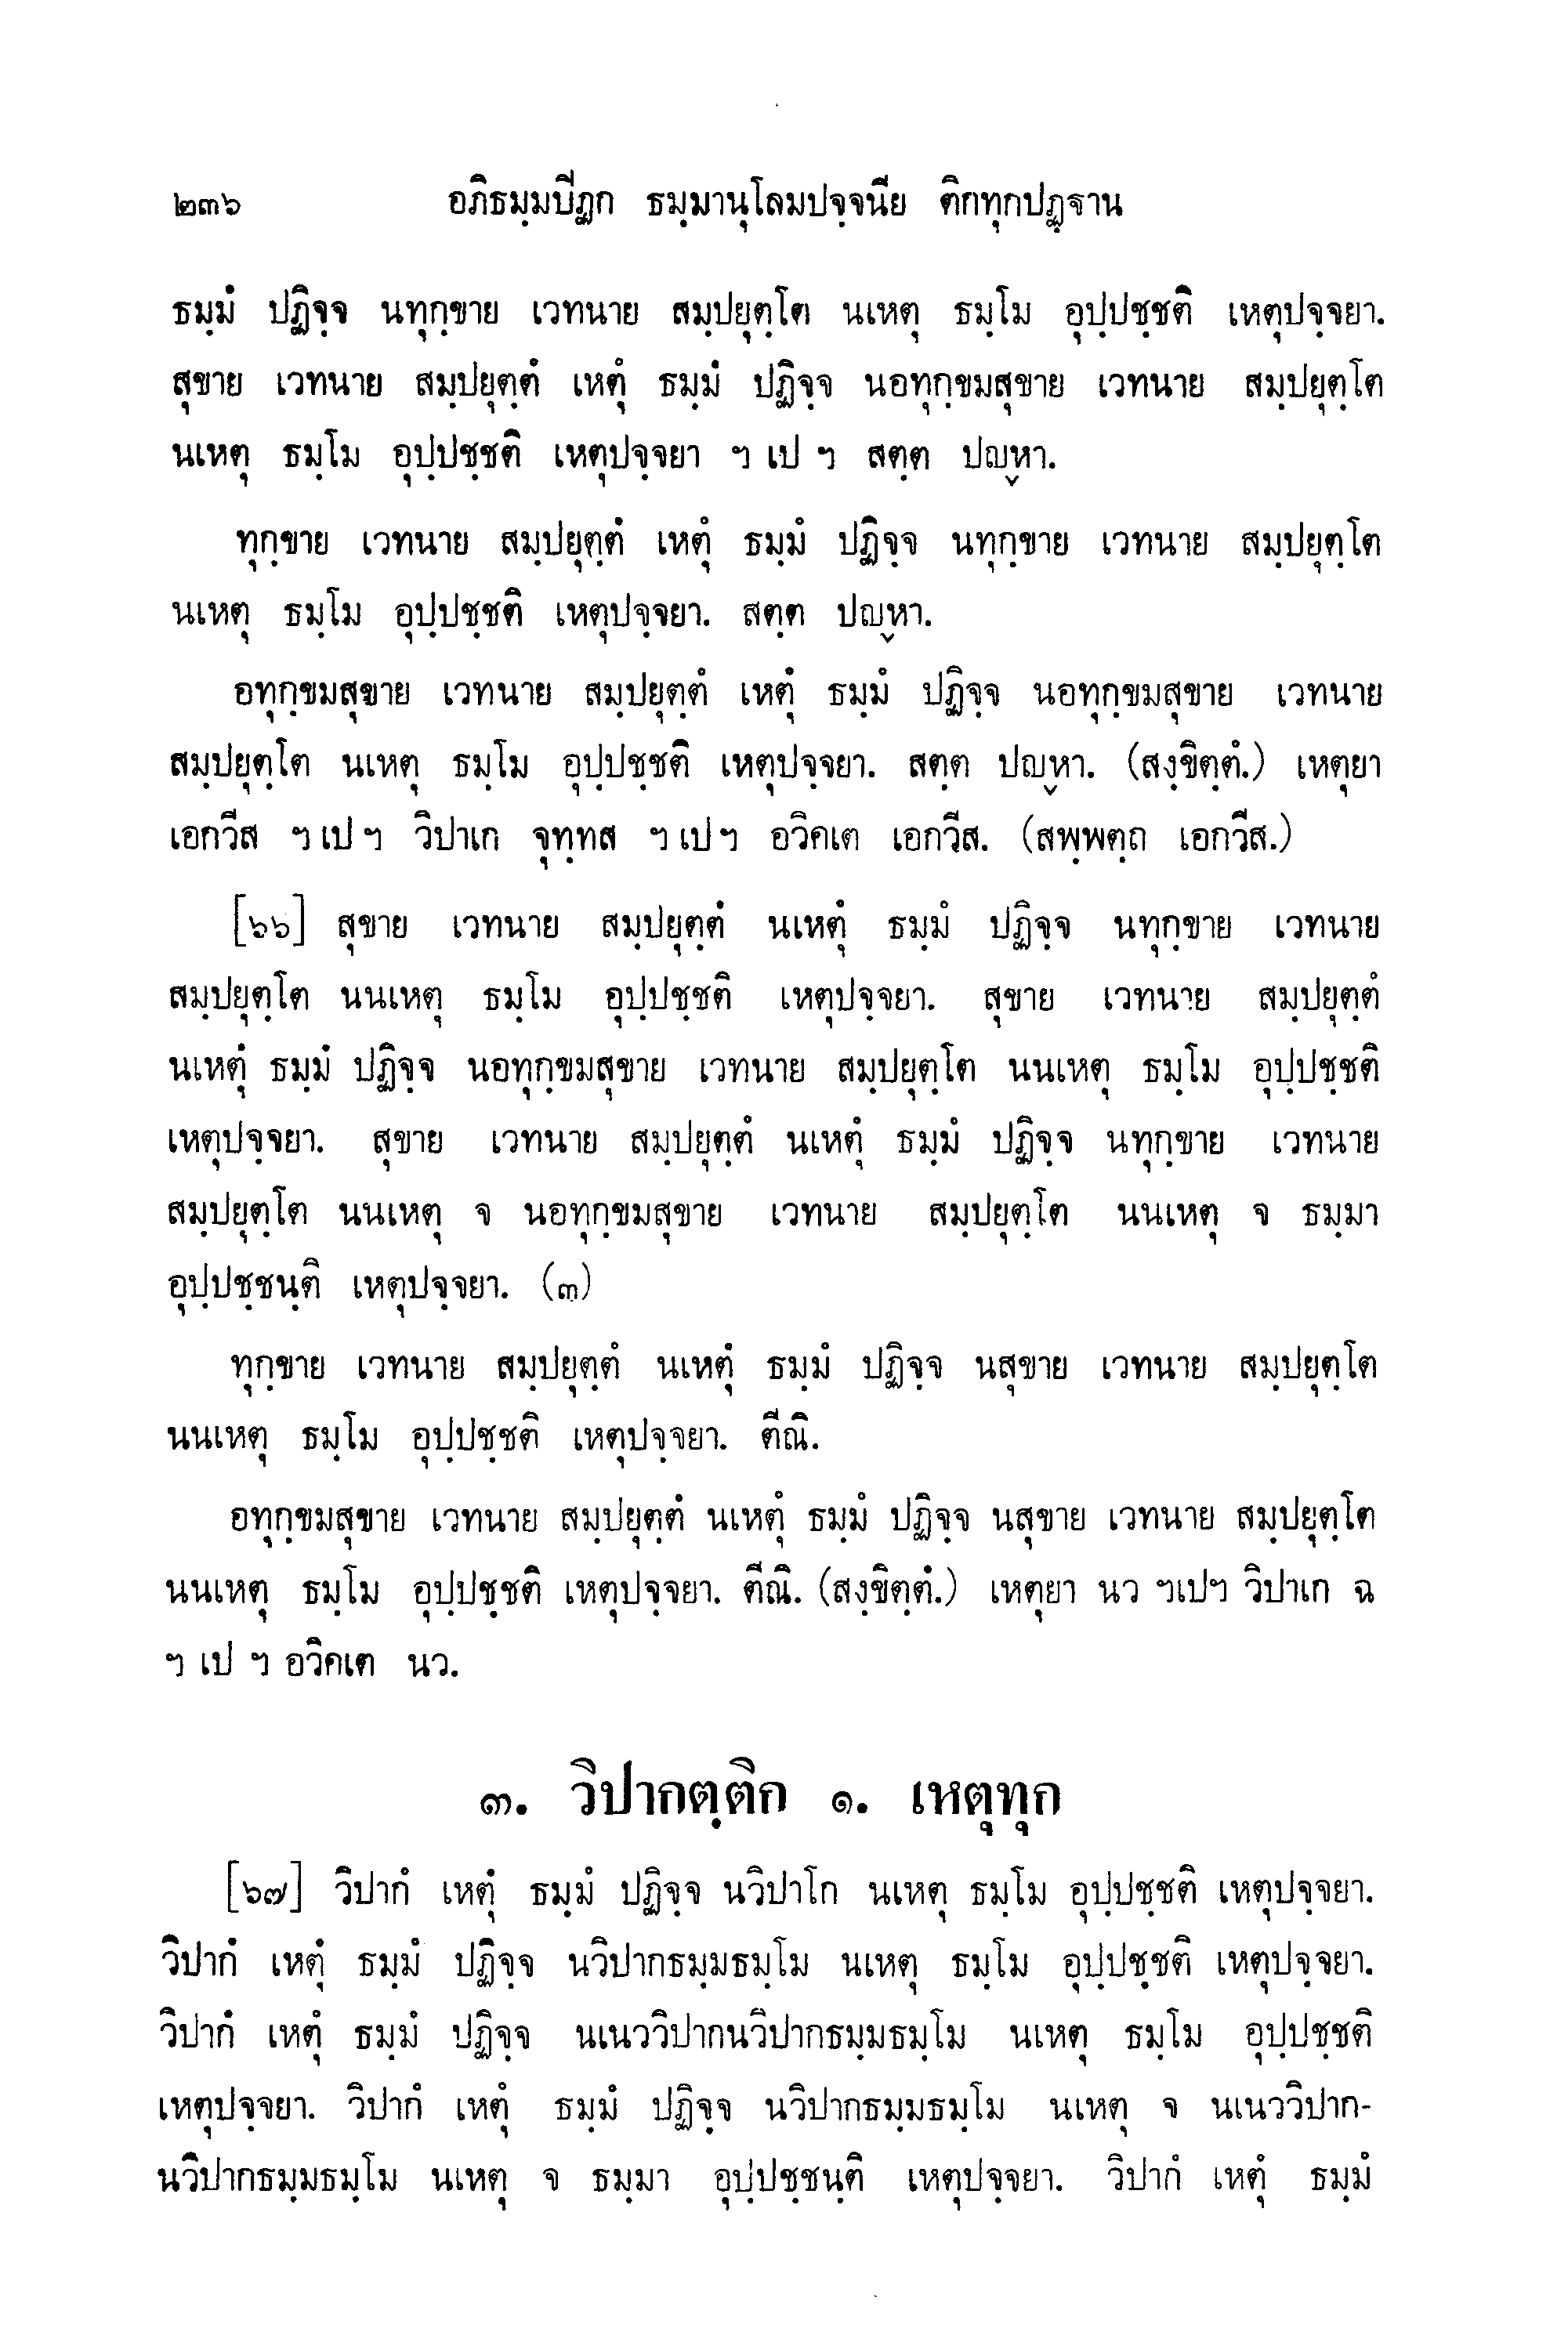 ๒๓๖ อภิธมฺมปีฏก ธมฺมานุโลมปจฺจนีย ติกทุกปฏฺฐาน
ธมฺมํ ปฏิจฺจ นทุกฺขาย เวทนาย สมฺปยุตฺโต นเหตุ ธมฺโม อุปฺปชฺชติ เหตุปจฺจยา.
สุขาย เวทนาย สมฺปยุตฺตํ เหตุํ ธมฺมํ ปฏิจฺจ นอทุกฺขมสุขาย เวทนาย สมฺปยุตฺโต
นเหตุ ธมฺโม อุปฺปชฺชติ เหตุปจฺจยา ฯ เป ฯ สตฺต ปญฺหา.
ทุกฺขาย เวทนาย สมฺปยุตฺตํ เหตุํ ธมฺมํ ปฏิจฺจ นทุกฺขาย เวทนาย สมฺปยุตฺโต
นเหตุ ธมฺโม อุปฺปชฺชติ เหตุปจฺจยา. สตฺต ปญฺหา.
อทุกฺขมสุขาย เวทนาย สมฺปยุตฺตํ เหตุํ ธมฺมํ ปฏิจฺจ นอทุกฺขมสุขาย เวทนาย
สมฺปยุตฺโต นเหตุ ธมฺโม อุปฺปชฺชติ เหตุปจฺจยา. สตฺต ปญฺหา. (สงฺขิตฺตํ.) เหตุยา
เอกวีส ฯ เป ฯ วิปาเก จุทฺทส ฯ เป ฯ อวิคเต เอกวีส. (สพฺพตฺถ เอกวีส.)
[๖๖] สุขาย เวทนาย สมฺปยุตฺตํ นเหตุํ ธมฺมํ ปฏิจฺจ นทุกฺขาย เวทนาย
สมฺปยุตฺโต นนเหตุ ธมฺโม อุปฺปชฺชติ เหตุปจฺจยา. สุขาย เวทนาย สมฺปยุตฺตํ
นเหตุํ ธมฺมํ ปฏิจฺจ นอทุกฺขมสุขาย เวทนาย สมฺปยุตฺโต นนเหตุ ธมฺโม อุปฺปชฺชติ
เหตุปจฺจยา. สุขาย เวทนาย สมฺปยุตฺตํ นเหตุํ ธมฺมํ ปฏิจฺจ นทุกฺขาย เวทนาย
สมฺปยุตฺโต นนเหตุ จ นอทุกฺขมสุขาย เวทนาย สมฺปยุตฺโต นนเหตุ จ ธมฺมา
อุปฺปชฺชนฺติ เหตุปจฺจยา. (๓)
ทุกฺขาย เวทนาย สมฺปยุตฺตํ นเหตุํ ธมฺมํ ปฏิจฺจ นสุขาย เวทนาย สมฺปยุตฺโต
นนเหตุ ธมฺโม อุปฺปชฺชติ เหตุปจฺจยา. ตีณิ.
อทุกฺขมสุขาย เวทนาย สมฺปยุตฺตํ นเหตุํ ธมฺมํ ปฏิจฺจ นสุขาย เวทนาย สมฺปยุตฺโต
นนเหตุ ธมฺโม อุปฺปชฺชติ เหตุปจฺจยา. ตีณิ. (สงฺขิตฺตํ.) เหตุยา นว ฯเปฯ วิปาเก ฉ
ฯ เป ฯ อวิคเต นว.
๓. วิปากตฺติก ๑. เหตุทุก
[๖๗] วิปากํ เหตุํ ธมฺมํ ปฏิจฺจ นวิปาโก นเหตุ ธมฺโม อุปฺปชฺชติ เหตุปจฺจยา.
วิปากํ เหตุํ ธมฺมํ ปฏิจฺจ นวิปากธมฺมธมฺโม นเหตุ ธมฺโม อุปฺปชฺชติ เหตุปจฺจยา.
วิปากํ เหตุํ ธมฺมํ ปฏิจฺจ นเนววิปากนวิปากธมฺมธมฺโม นเหตุ ธมฺโม อุปฺปชฺชติ
เหตุปจฺจยา. วิปากํ เหตุํ ธมฺมํ ปฏิจฺจ นวิปากธมฺมธมฺโม นเหตุ จ นเนววิปาก-
นวิปากธมฺมธมฺโม นเหตุ จ ธมฺมา อุปฺปชฺชนฺติ เหตุปจฺจยา. วิปากํ เหตุํ ธมฺมํ